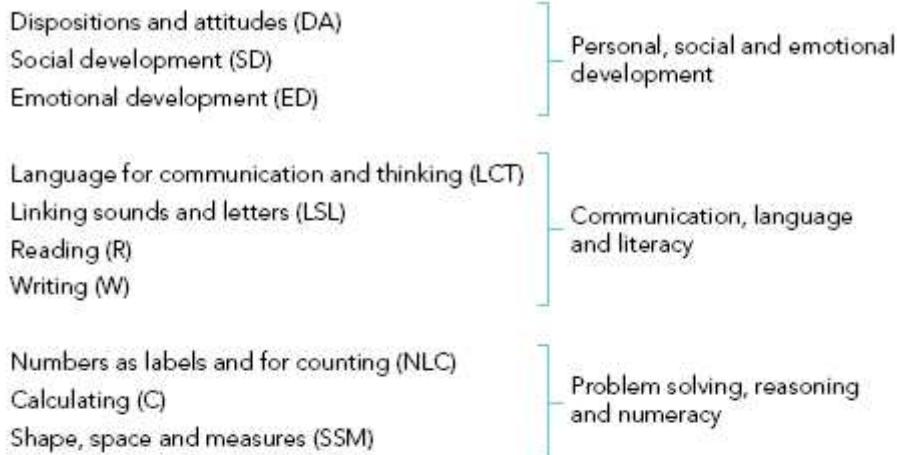 Dispositions and attitudes (DA)
Social development (SD)
Emotional development (ED)
Personal, social and emotional
development
Language for communication and thinking (LCT)
Linking sounds and letters (LSL)
Reading (R)
Writing (W)
Communication, language
and literacy
Numbers as labels and for counting (NLC)
Calculating (C)
Shape, space and measures (SSM)
Problem solving, reasoning
and numeracy